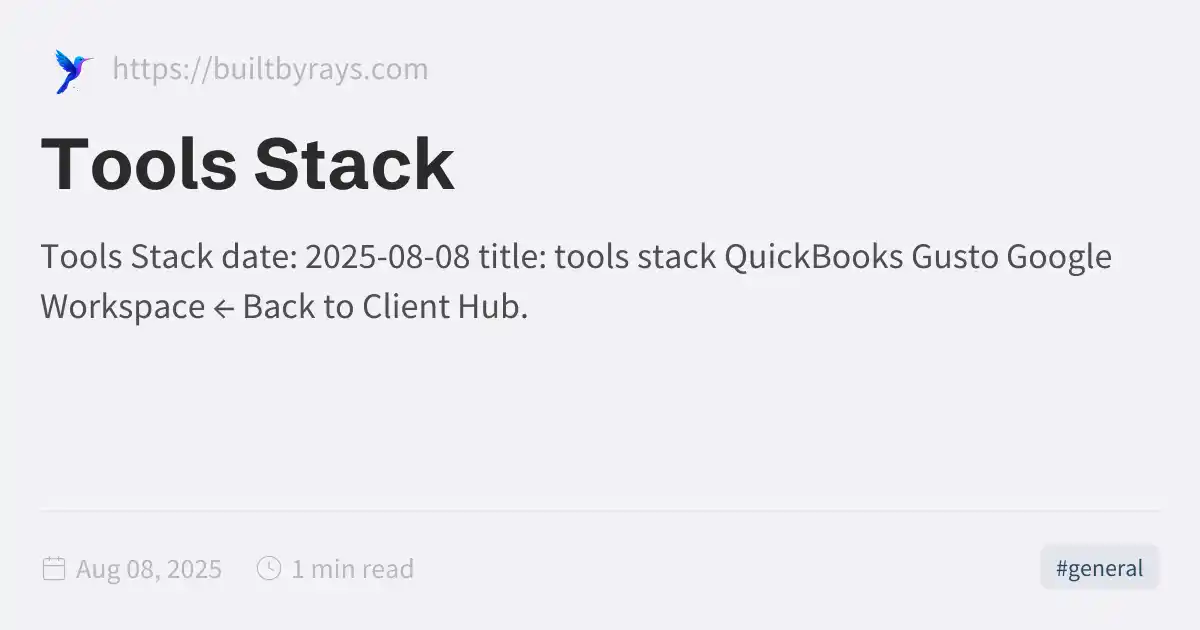 https://builtbyrays.com
Tools Stack
Tools Stack date: 2025-08-08 title: tools stack QuickBooks Gusto Google
Workspace ← Back to Client Hub.
Aug 08, 2025 1 min read #general